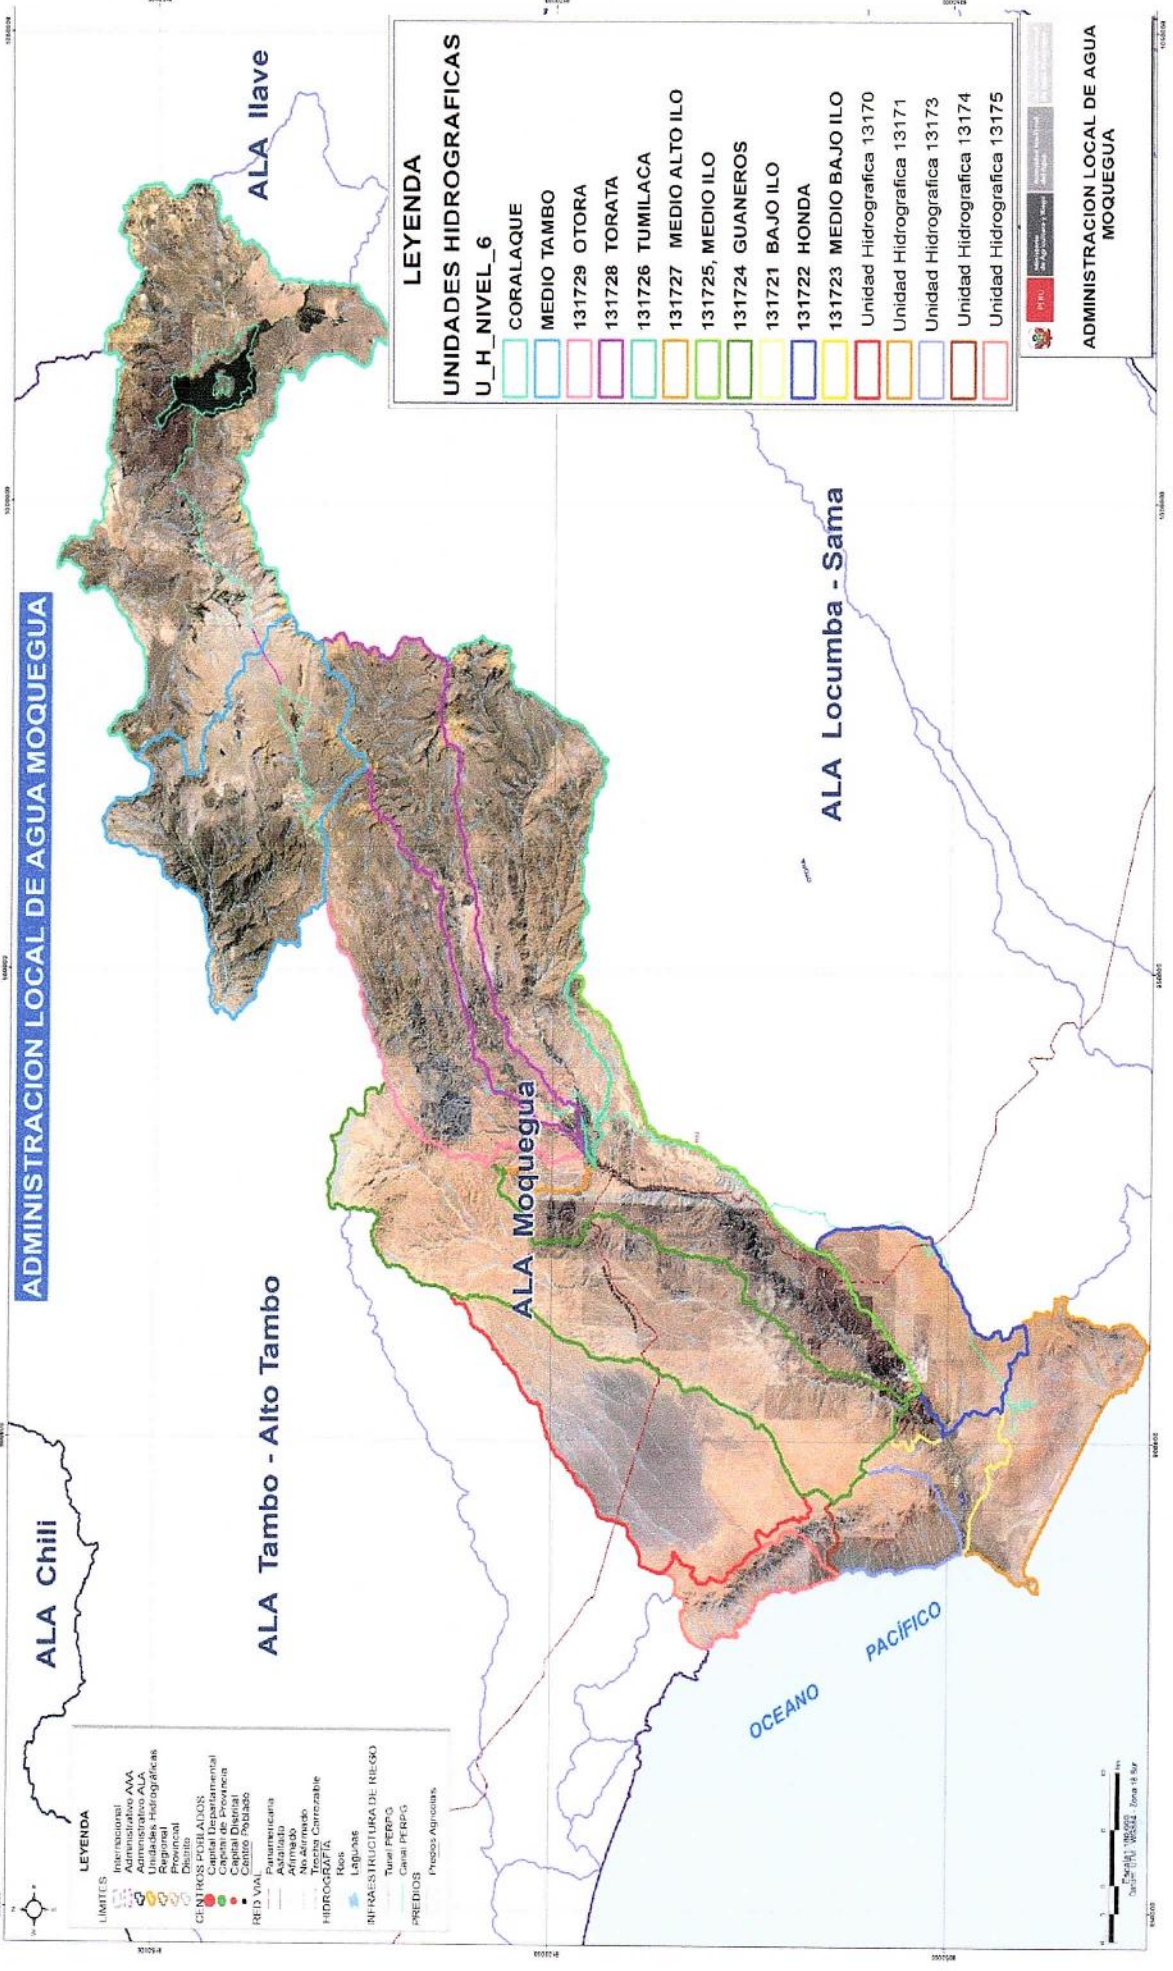 ADMINISTRACION LOCAL DE AGUA MOQUEGUA
ALA Chili
ALA Tambo - Alto Tambo
ALA Ilave
ALA Moquegua
ALA Locumba - Sama
OCEANO
PACÍFICO
LEYENDA
LÍMITES
Internacional
Administrativo AAA
Administrativo ALA
Unidades Hidrográficas
Regional
Provincial
Distrito
CENTROS POBLADOS
Capital Departamental
Capital de Provincia
Capital Distrital
Centro Poblado
RED VIAL
Panamericana
Asfaltada
Afirmado
No Afirmado
Trocha Carrozable
HIDROGRAFÍA
Ríos
Lagunas
INFRAESTRUCTURA DE RIEGO
Tunel PERPG
Canal PERPG
PREDIOS
Predios Agrícolas
LEYENDA
UNIDADES HIDROGRAFICAS
U_H_NIVEL_6
CORALAQUE
MEDIO TAMBO
131729 OTORA
131728 TORATA
131726 TUMILACA
131727 MEDIO ALTO ILO
131725, MEDIO ILO
131724 GUANEROS
131721 BAJO ILO
131722 HONDA
131723 MEDIO BAJO ILO
Unidad Hidrografica 13170
Unidad Hidrografica 13171
Unidad Hidrografica 13173
Unidad Hidrografica 13174
Unidad Hidrografica 13175
PERÚ
ADMINISTRACION LOCAL DE AGUA
MOQUEGUA